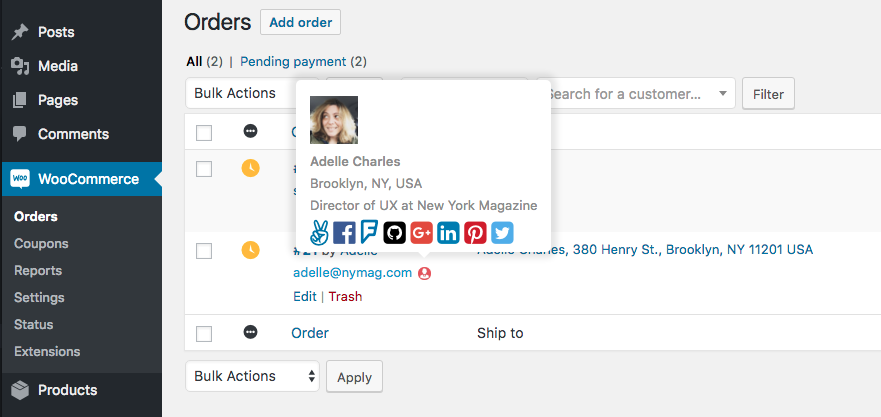 Posts
Media
Pages
Comments
WOO
WooCommerce
Orders
Coupons
Reports
Settings
Status
Extensions
Products
Orders
Add order
All (2) | Pending payment (2)
Bulk Actions
Search for a customer...
Filter
Adelle Charles
Brooklyn, NY, USA
Director of UX at New York Magazine
G+
in
#21 by Adelle
Adelle Charles, 380 Henry St., Brooklyn, NY 11201 USA
adelle@nymag.com
Edit | Trash
Order
Ship to
Bulk Actions
Apply